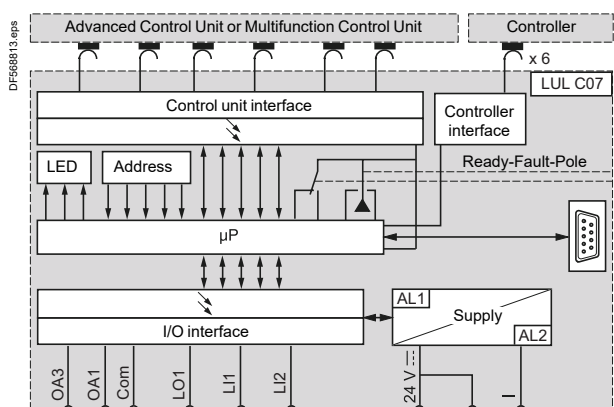 DF568813.eps
Advanced Control Unit or Multifunction Control Unit
Controller
x 6
LUL C07
Control unit interface
Controller
interface
Ready-Fault-Pole
LED
Address
µP
AL1
Supply
AL2
I/O interface
OA3
OA1
Com
LO1
LI1
LI2
24 V